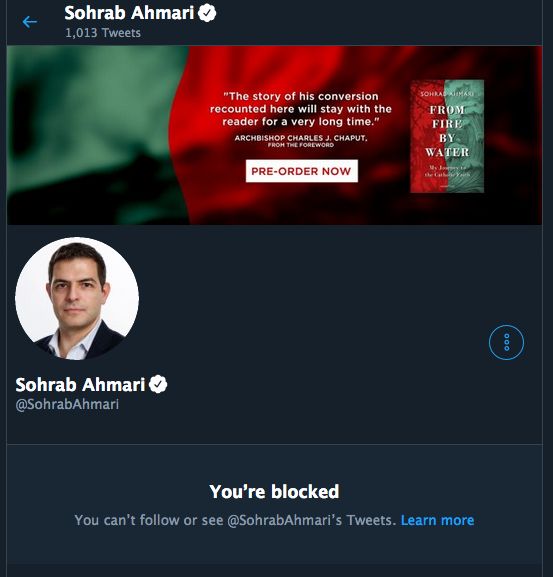 Sohrab Ahmari
1,013 Tweets
"The story of his conversion
recounted here will stay with the
reader for a very long time."
ARCHBISHOP CHARLES J. CHAPUT,
FROM THE FOREWORD
PRE-ORDER NOW
SOHRAB AHMARI
FROM
FIRE
BY
WATER
My Journey to
the Catholic Faith
Sohrab Ahmari
@SohrabAhmari
You're blocked
You can't follow or see @SohrabAhmari's Tweets. Learn more